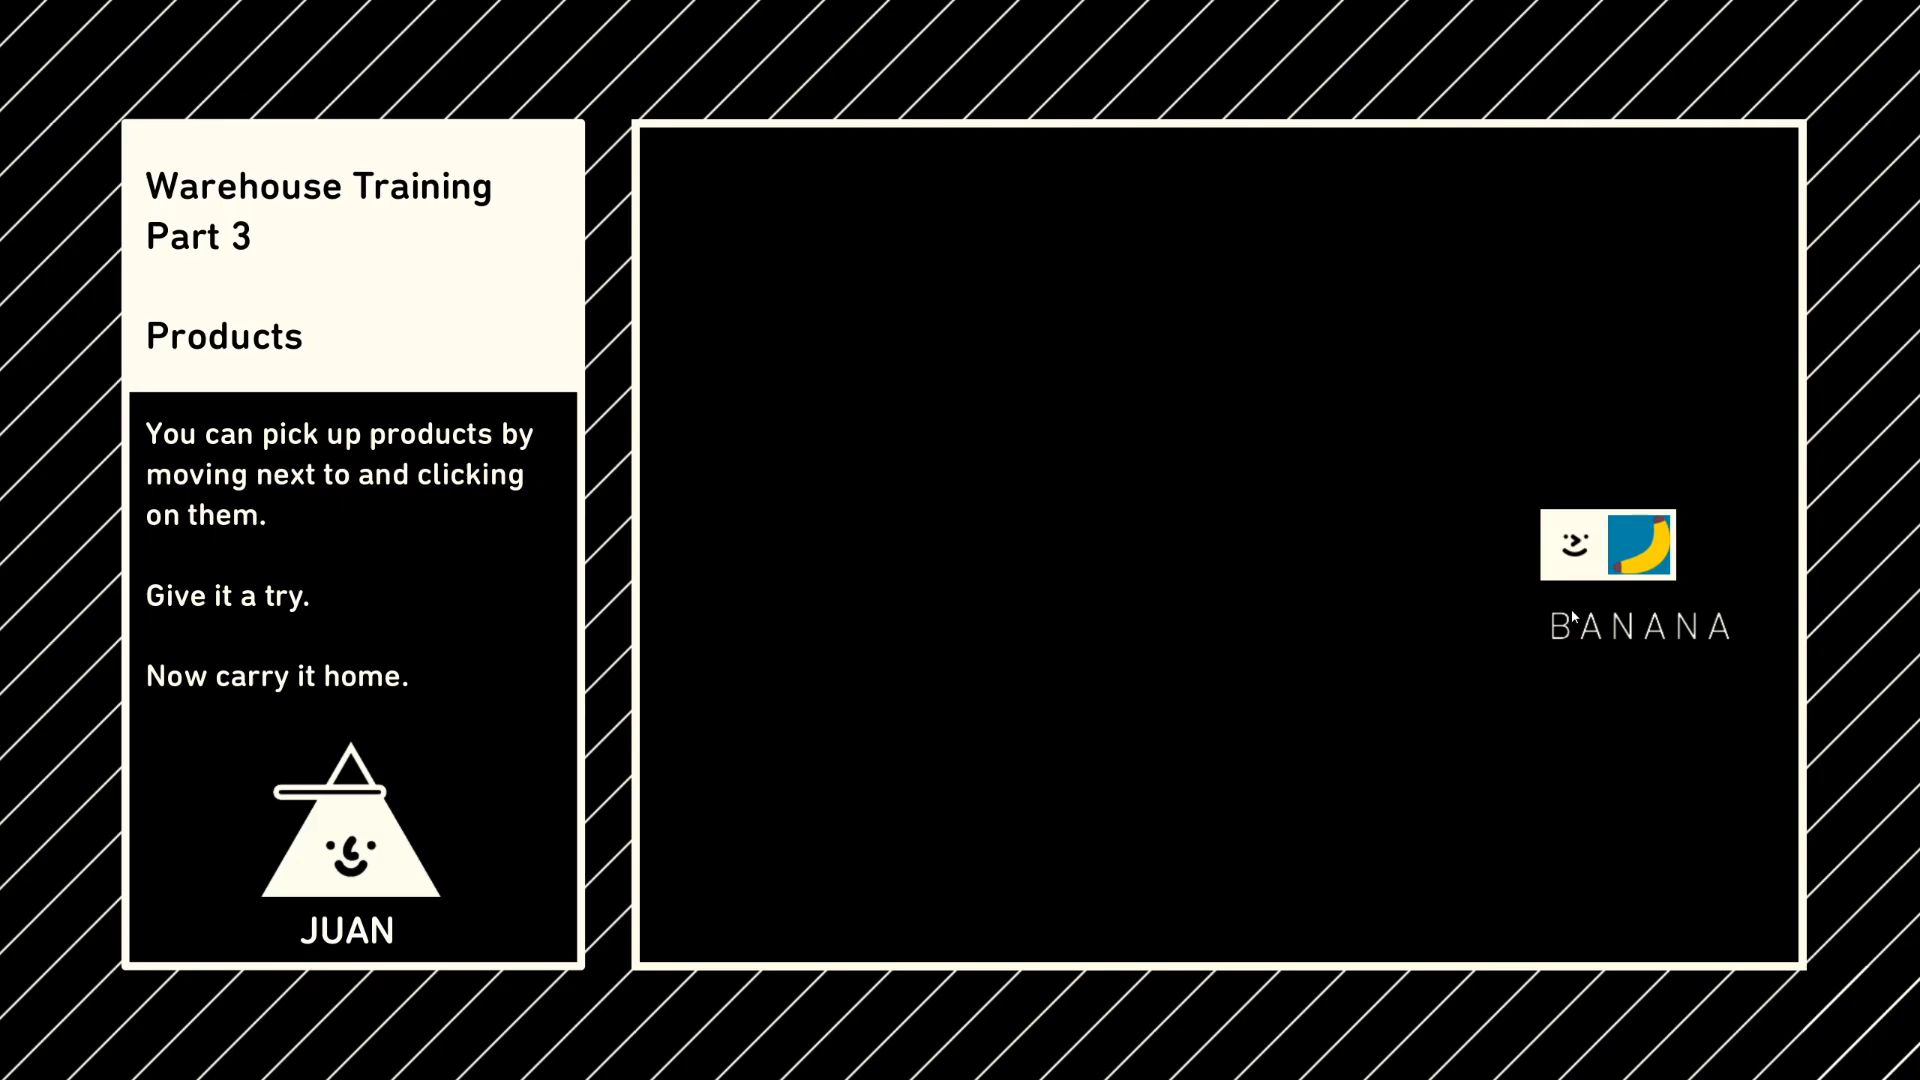 Warehouse Training
Part 3
Products
You can pick up products by
moving next to and clicking
on them.
Give it a try.
Now carry it home.
JUAN
BANANA